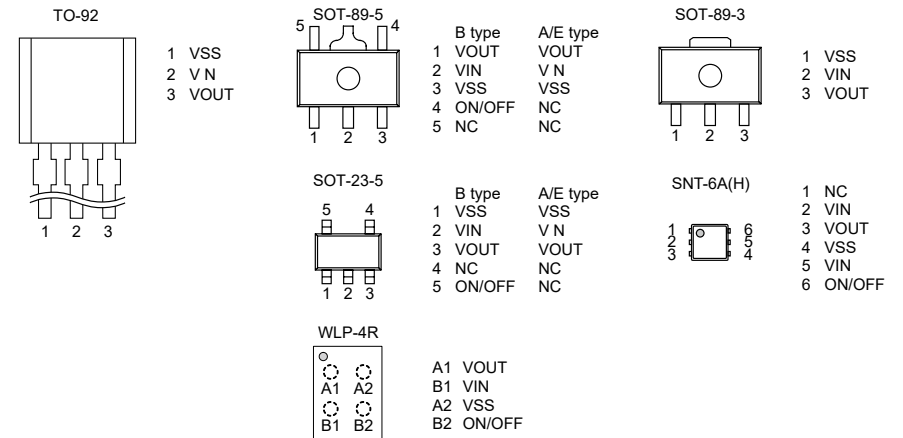 TO-92
1 VSS
2 V N
3 VOUT
1 2 3
SOT-89-5
5 4
1 2 3
B type A/E type
1 VOUT VOUT
2 VIN V N
3 VSS VSS
4 ON/OFF NC
5 NC NC
SOT-89-3
1 2 3
1 VSS
2 VIN
3 VOUT
SOT-23-5
5 4
1 2 3
B type A/E type
1 VSS VSS
2 VIN V N
3 VOUT VOUT
4 NC NC
5 ON/OFF NC
SNT-6A(H)
1 6
2 5
3 4
1 NC
2 VIN
3 VOUT
4 VSS
5 VIN
6 ON/OFF
WLP-4R
A1 A2
B1 B2
A1 VOUT
B1 VIN
A2 VSS
B2 ON/OFF